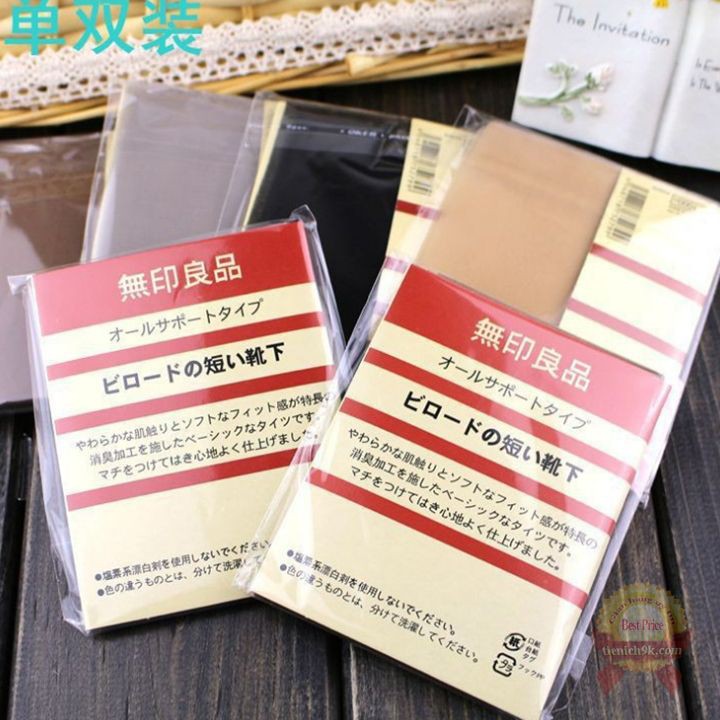 单双装
The Invitation
無印良品
オールサポートタイプ
ビロードの短い靴下
やわらかな肌触りとソフトなフィット感が特長の
消臭加工を施したベーシックなタイツです。
マチをつけてはき心地よく仕上げました。
●塩素系漂白剤を使用しないでください。
●色の違うものとは、分けて洗濯してください。
無印良品
オールサポートタイプ
ビロードの短い靴下
やわらかな肌触りとソフトなフィット感が特長の
消臭加工を施したベーシックなタイツです。
マチをつけてはき心地よく仕上げました。
●塩素系漂白剤を使用しないでください。
●色の違うものとは、分けて洗濯してください。
紙
口紙
台紙
タグ
プラ
フック
Best Price
tienich9k.com